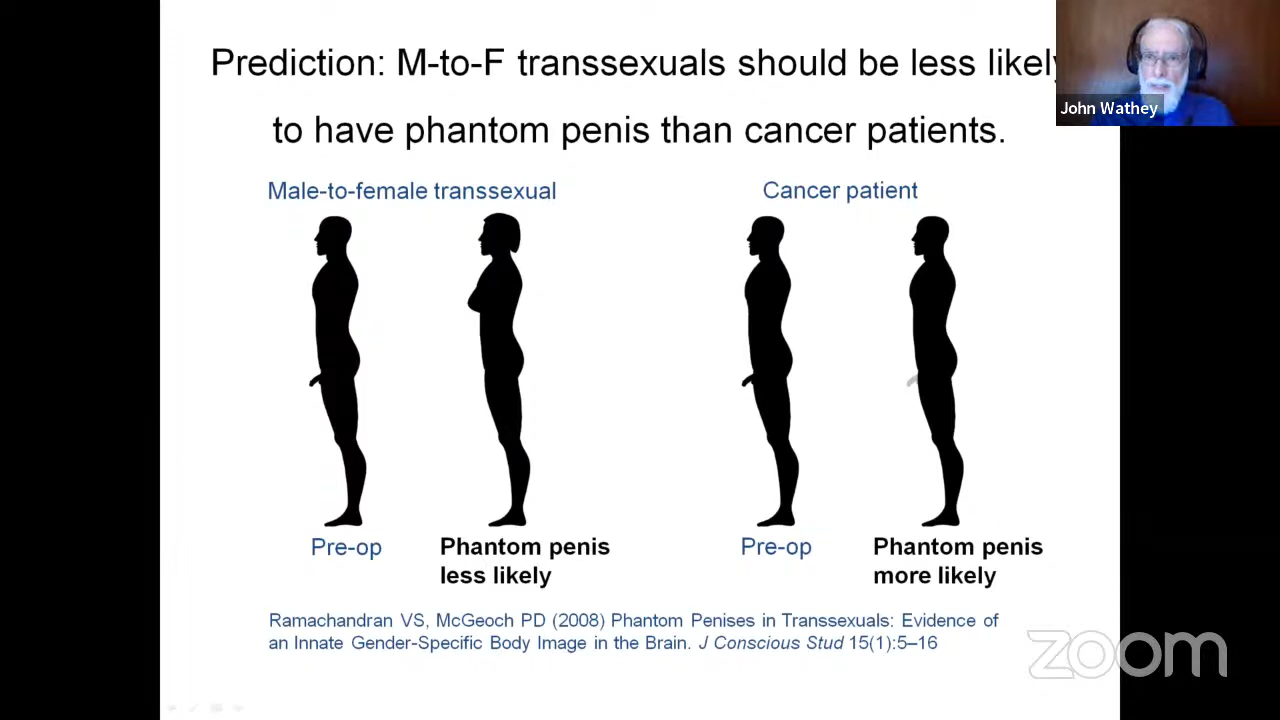 Prediction: M-to-F transsexuals should be less likely
to have phantom penis than cancer patients.
John Wathey
Male-to-female transsexual
Cancer patient
Pre-op
Phantom penis
less likely
Pre-op
Phantom penis
more likely
Ramachandran VS, McGeoch PD (2008) Phantom Penises in Transsexuals: Evidence of
an Innate Gender-Specific Body Image in the Brain. J Conscious Stud 15(1):5–16
zoom